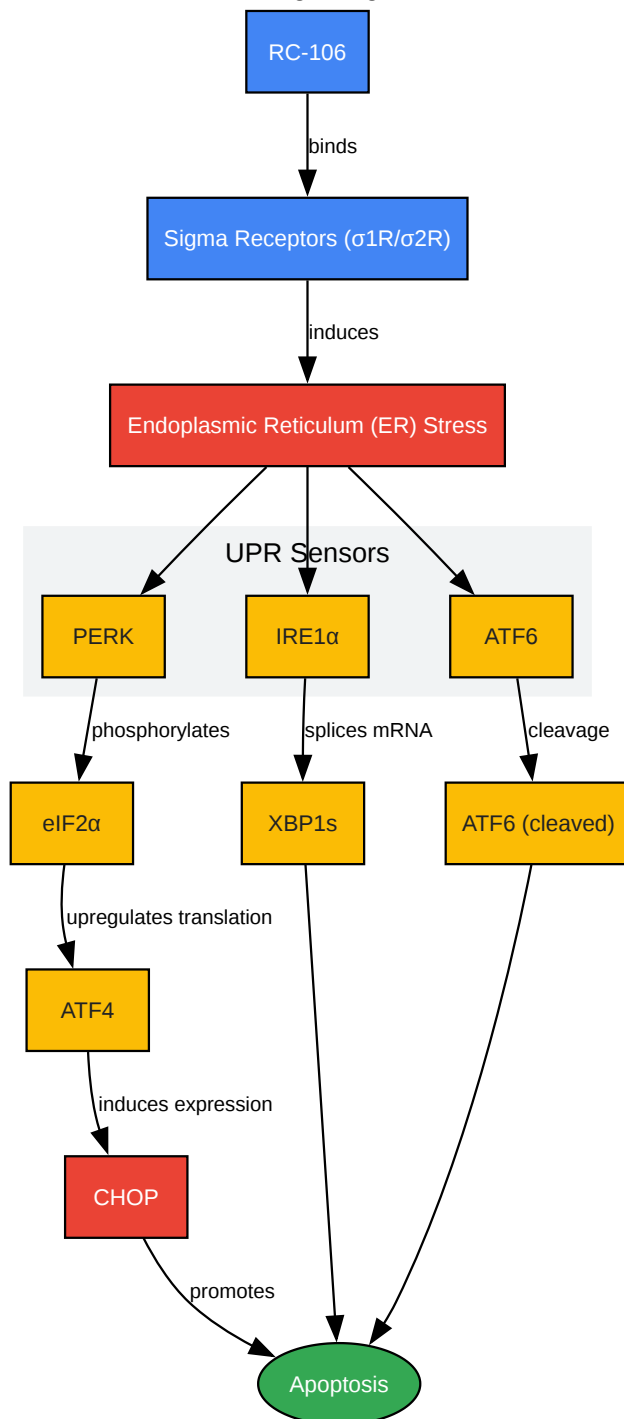 RC-106
binds
Sigma Receptors (σ1R/σ2R)
induces
Endoplasmic Reticulum (ER) Stress
UPR Sensors
PERK
IRE1α
ATF6
phosphorylates
splices mRNA
cleavage
eIF2α
XBP1s
ATF6 (cleaved)
upregulates translation
ATF4
induces expression
CHOP
promotes
Apoptosis